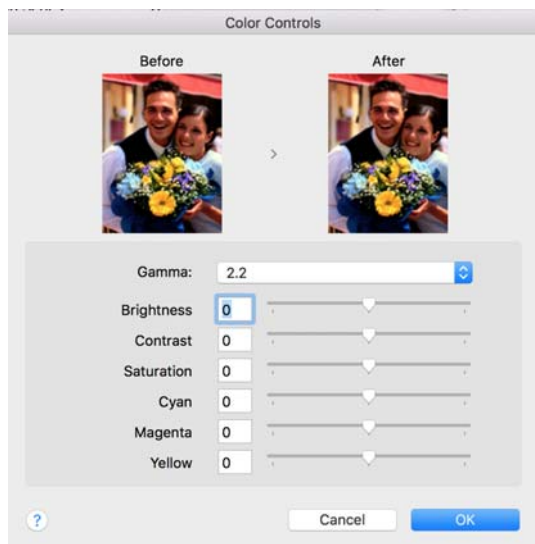 Color Controls
Before After
>
Gamma: 2.2
Brightness 0
Contrast 0
Saturation 0
Cyan 0
Magenta 0
Yellow 0
? Cancel OK